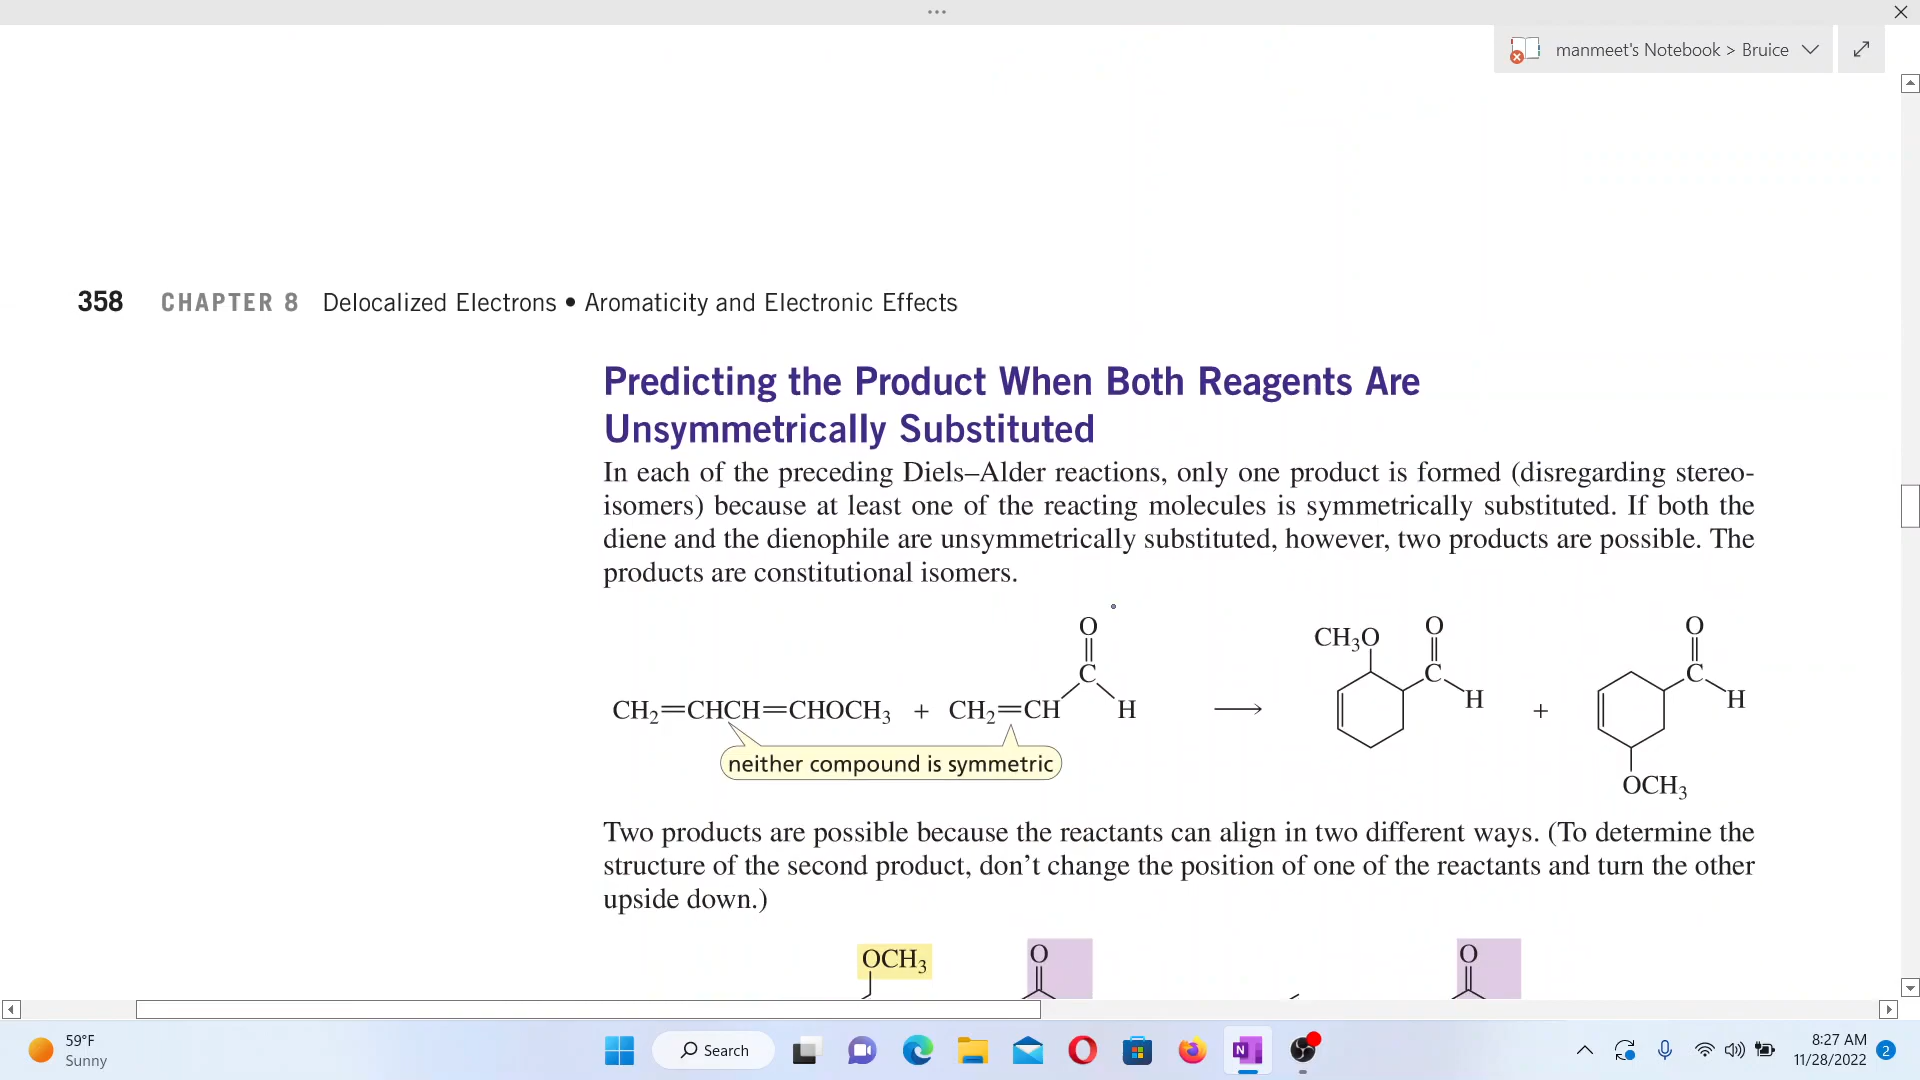 manmeet's Notebook > Bruice
358 CHAPTER 8 Delocalized Electrons • Aromaticity and Electronic Effects
Predicting the Product When Both Reagents Are
Unsymmetrically Substituted
In each of the preceding Diels–Alder reactions, only one product is formed (disregarding stereo-
isomers) because at least one of the reacting molecules is symmetrically substituted. If both the
diene and the dienophile are unsymmetrically substituted, however, two products are possible. The
products are constitutional isomers.
O
CH₃O O
O
C
C
C
H
H
H
CH₂=CHCH=CHOCH₃ + CH₂=CH
+
neither compound is symmetric
OCH₃
Two products are possible because the reactants can align in two different ways. (To determine the
structure of the second product, don't change the position of one of the reactants and turn the other
upside down.)
OCH₃ O O
59°F
Sunny
Search
8:27 AM
11/28/2022
2